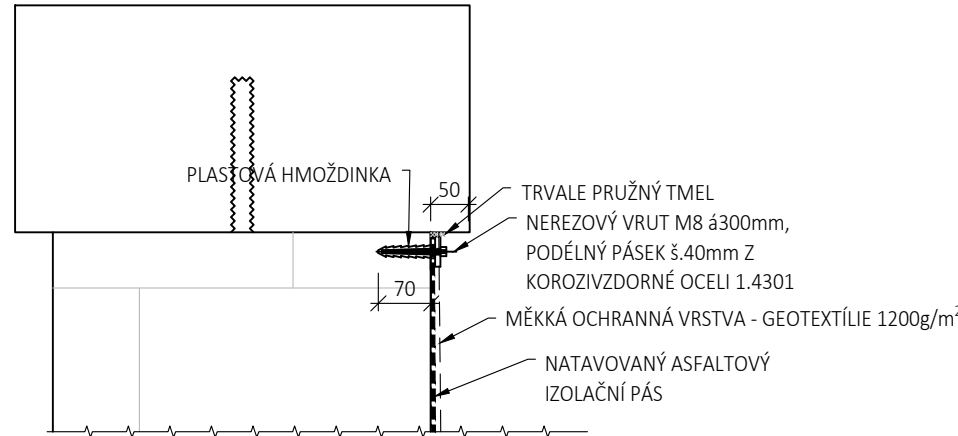 PLASTOVÁ HMOŽDINKA
50
TRVALE PRUŽNÝ TMEL
NEREZOVÝ VRUT M8 á300mm,
PODÉLNÝ PÁSEK š.40mm Z
KOROZIVZDORNÉ OCELI 1.4301
70
MĚKKÁ OCHRANNÁ VRSTVA - GEOTEXTÍLIE 1200g/m²
NATAVOVANÝ ASFALTOVÝ
IZOLAČNÍ PÁS